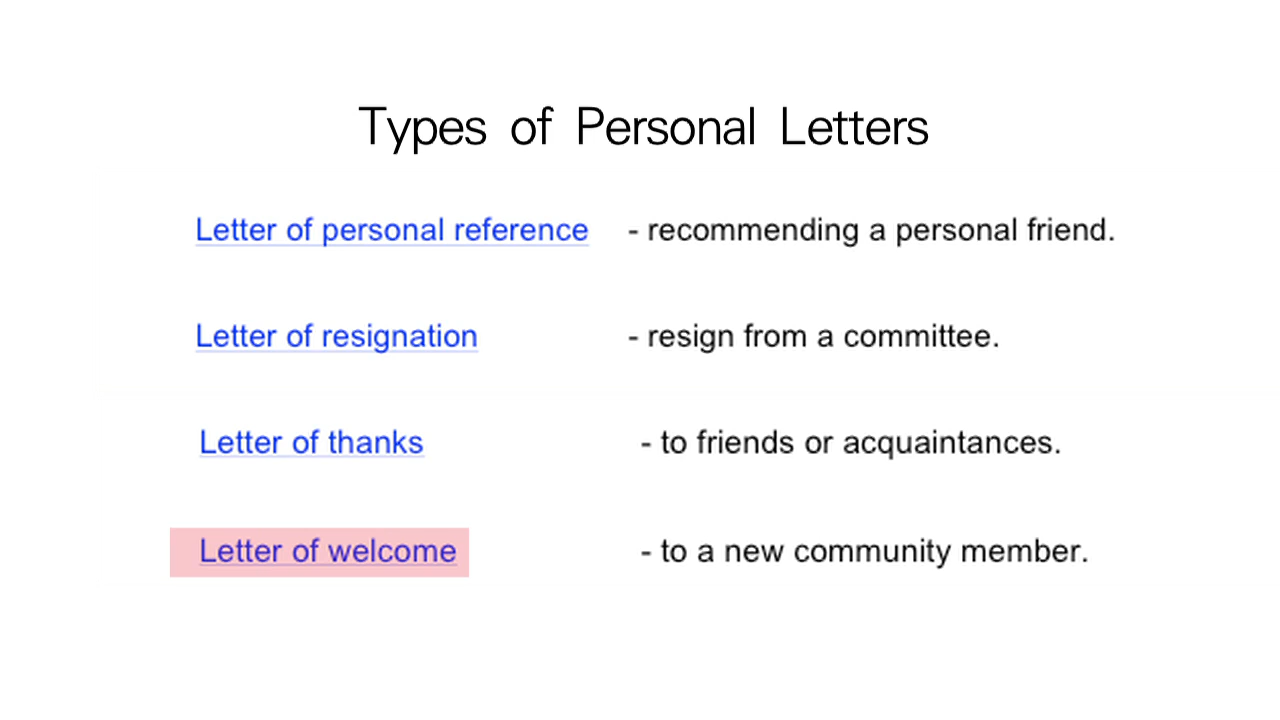 Types of Personal Letters
Letter of personal reference - recommending a personal friend.
Letter of resignation - resign from a committee.
Letter of thanks - to friends or acquaintances.
Letter of welcome - to a new community member.